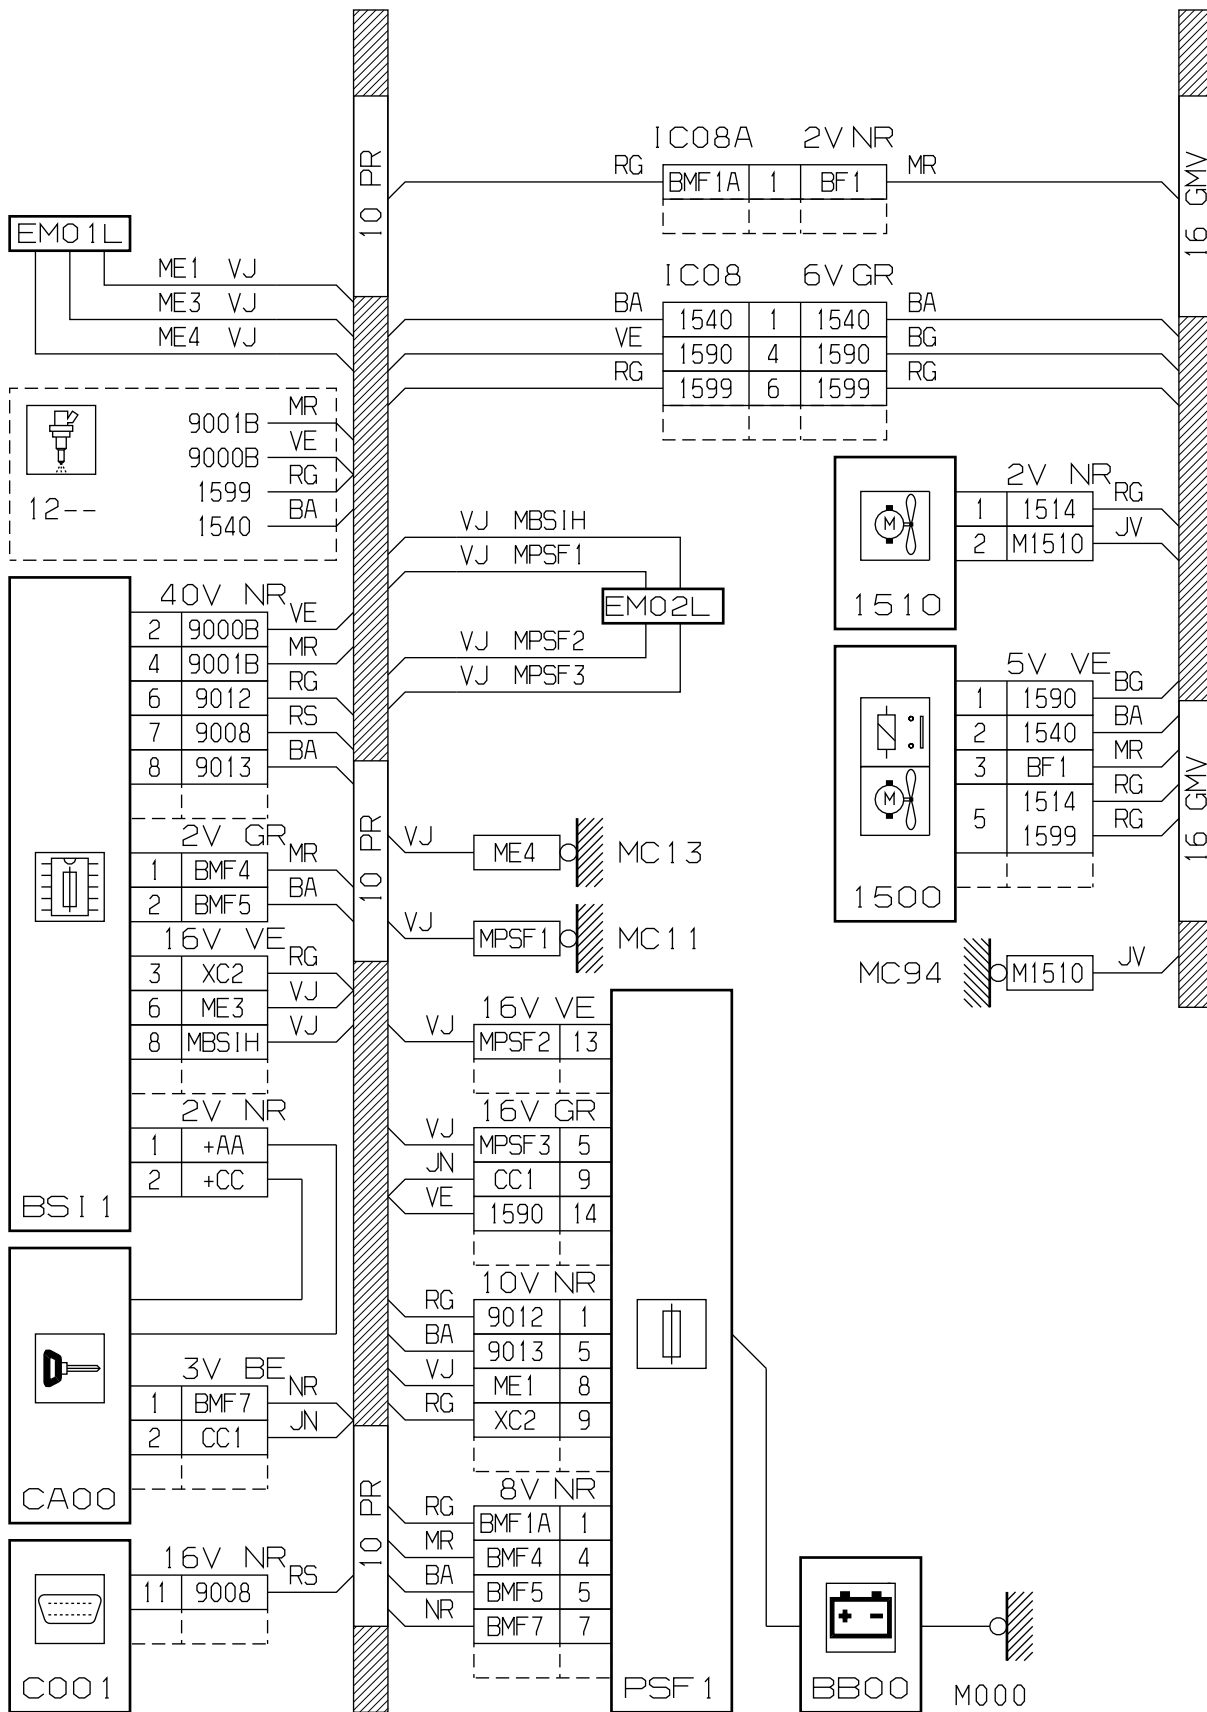 10 PR
IC08A 2V NR
RG BMF1A 1 BF1 MR
16 GMV
EM01L
ME1 VJ
ME3 VJ
ME4 VJ
IC08 6V GR
BA 1540 1 1540 BA
VE 1590 4 1590 BG
RG 1599 6 1599 RG
9001B MR
9000B VE
1599 RG
1540 BA
12--
VJ MBSIH
VJ MPSF1
EM02L
VJ MPSF2
VJ MPSF3
2V NR
1 1514 RG
2 M1510 JV
1510
40V NR
2 9000B VE
4 9001B MR
6 9012 RG
7 9008 RS
8 9013 BA
2V GR
1 BMF4 MR
2 BMF5 BA
16V VE
3 XC2 RG
6 ME3 VJ
8 MBSIH VJ
2V NR
1 +AA
2 +CC
BSI1
10 PR
VJ ME4 MC13
VJ MPSF1 MC11
5V VE
1 1590 BG
2 1540 BA
3 BF1 MR
5 1514 RG
1599 RG
1500
16 GMV
MC94 M1510 JV
16V VE
VJ MPSF2 13
16V GR
VJ MPSF3 5
JN CC1 9
VE 1590 14
10V NR
RG 9012 1
BA 9013 5
VJ ME1 8
RG XC2 9
8V NR
RG BMF1A 1
MR BMF4 4
BA BMF5 5
NR BMF7 7
PSF1
3V BE
1 BMF7 NR
2 CC1 JN
CA00
10 PR
16V NR
11 9008 RS
C001
BB00
M000